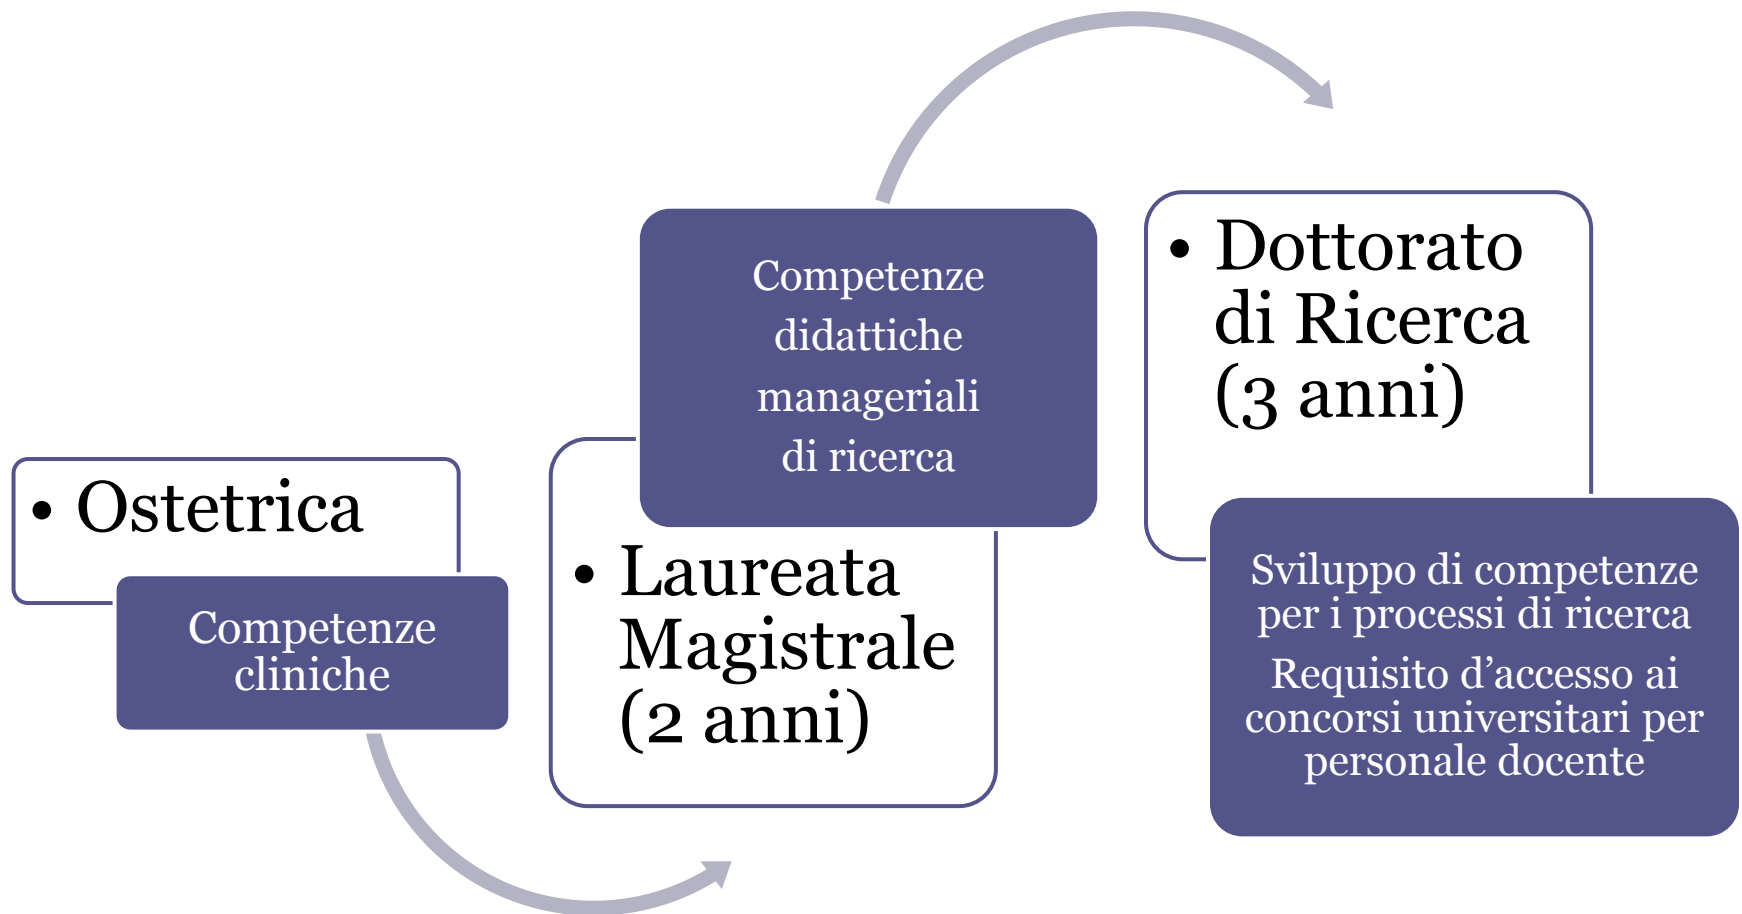 • Ostetrica
Competenze
cliniche
Competenze
didattiche
manageriali
di ricerca
• Laureata
Magistrale
(2 anni)
• Dottorato
di Ricerca
(3 anni)
Sviluppo di competenze
per i processi di ricerca
Requisito d’accesso ai
concorsi universitari per
personale docente